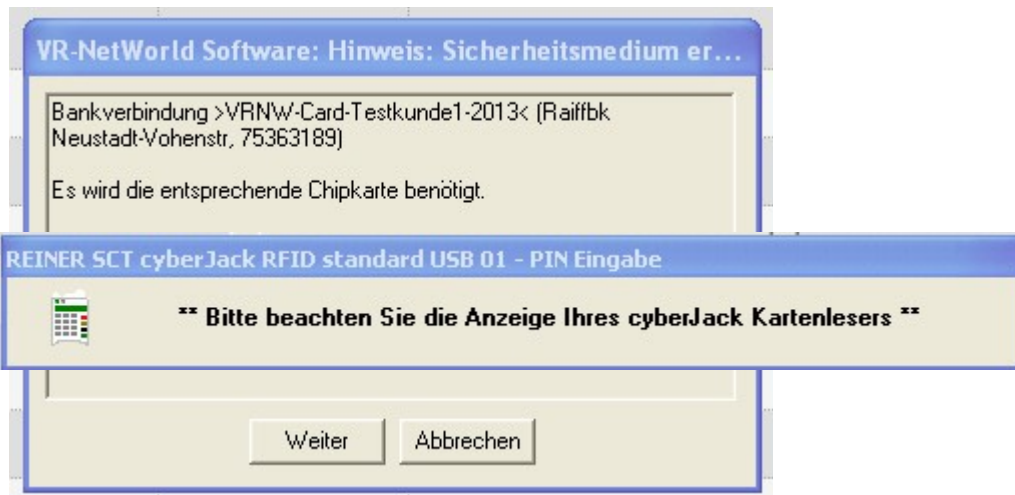 VR-NetWorld Software: Hinweis: Sicherheitsmedium er...
Bankverbindung >VRNW-Card-Testkunde1-2013< (Raiffbk
Neustadt-Vohenstr, 75363189)
Es wird die entsprechende Chipkarte benötigt.
REINER SCT cyberJack RFID standard USB 01 - PIN Eingabe
** Bitte beachten Sie die Anzeige Ihres cyberJack Kartenlesers **
Weiter
Abbrechen